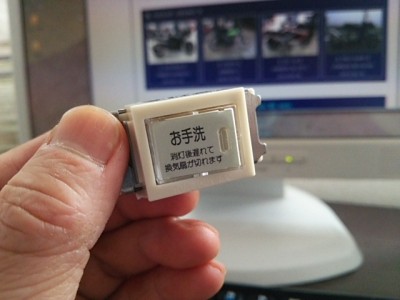 お手洗
消灯後遅れて
換気扇が切れます